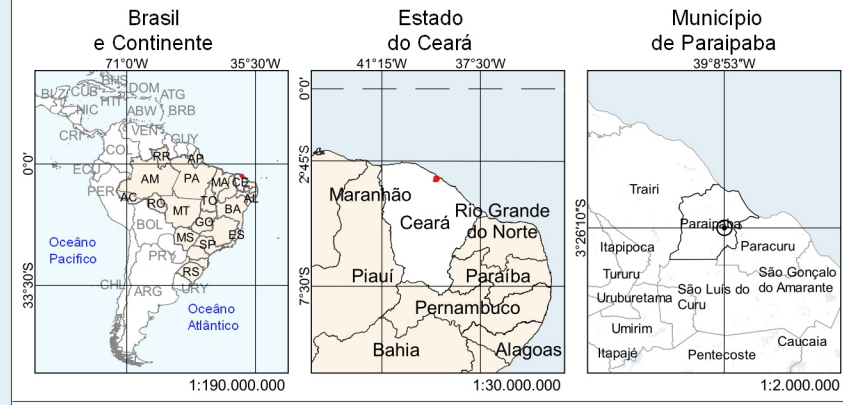 Brasil
e Continente
71°0'W
35°30'W
0°0'
33°30'S
BHS
BLZ
CUB
DOM
ATG
HTI
NIC
ABW
BRB
CRI
VEN
GUY
COL
RR
AP
ECU
AM
PA
MA
CE
PER
AC
RO
TO
AL
MT
BA
BOL
GO
MS
ES
SP
PRY
RS
CHL
ARG
URY
Oceâno
Pacífico
Oceâno
Atlântico
1:190.000.000
Estado
do Ceará
41°15'W
37°30'W
0°0'
2°45'S
7°30'S
Maranhão
Ceará
Rio Grande
do Norte
Piauí
Paraíba
Pernambuco
Bahia
Alagoas
1:30.000.000
Município
de Paraipaba
39°8'53"W
3°26'10"S
Trairi
Paraipaba
Itapipoca
Paracuru
Tururu
São Gonçalo
do Amarante
Uruburetama
São Luís do
Curu
Umirim
Caucaia
Itapajé
Pentecoste
1:2.000.000